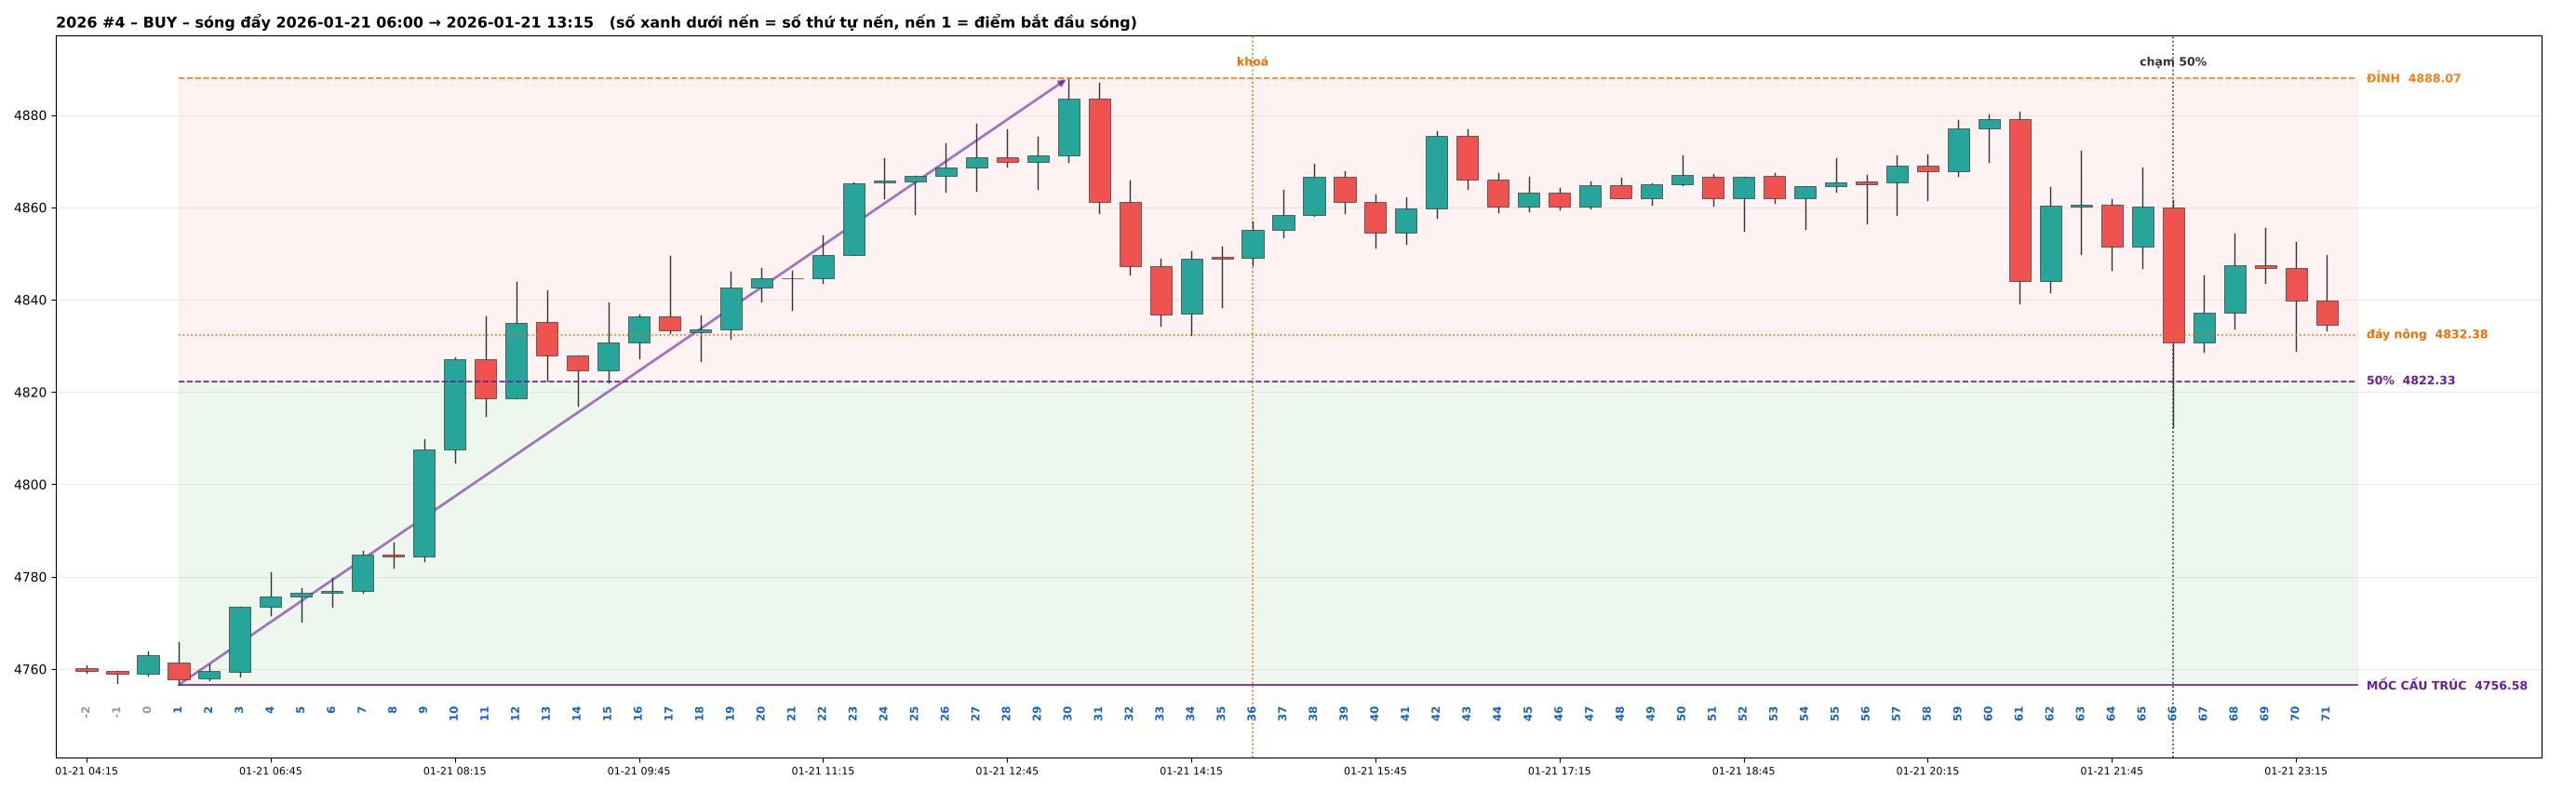 2026 #4 – BUY – sóng đẩy 2026-01-21 06:00 → 2026-01-21 13:15   (số xanh dưới nến = số thứ tự nến, nến 1 = điểm bắt đầu sóng)
khoá
chạm 50%
ĐỈNH 4888.07
4880
4860
4840
đáy nông 4832.38
50% 4822.33
4820
4800
4780
4760
MỐC CẤU TRÚC 4756.58
-2 -1 0 1 2 3 4 5 6 7 8 9 10 11 12 13 14 15 16 17 18 19 20 21 22 23 24 25 26 27 28 29 30 31 32 33 34 35 36 37 38 39 40 41 42 43 44 45 46 47 48 49 50 51 52 53 54 55 56 57 58 59 60 61 62 63 64 65 66 67 68 69 70 71
01-21 04:15 01-21 06:45 01-21 08:15 01-21 09:45 01-21 11:15 01-21 12:45 01-21 14:15 01-21 15:45 01-21 17:15 01-21 18:45 01-21 20:15 01-21 21:45 01-21 23:15